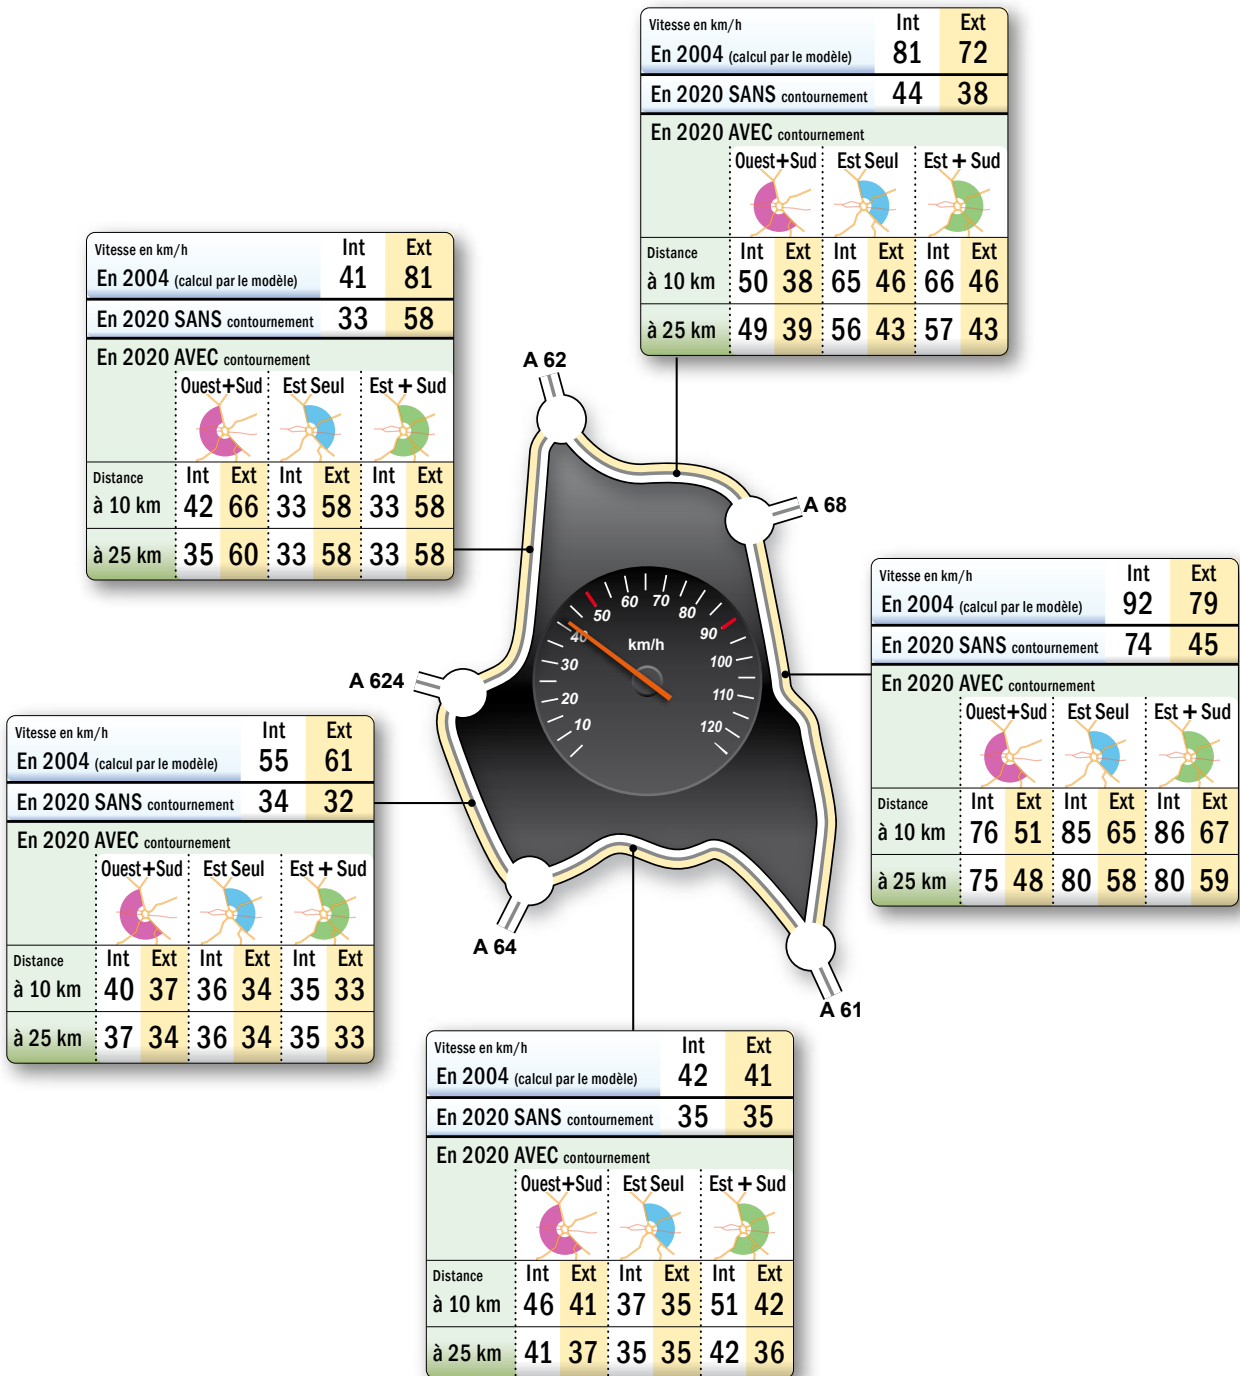 Vitesse en km/h Int Ext
En 2004 (calcul par le modèle) 81 72
En 2020 SANS contournement 44 38
En 2020 AVEC contournement
Ouest+Sud Est Seul Est + Sud
Distance Int Ext Int Ext Int Ext
à 10 km 50 38 65 46 66 46
à 25 km 49 39 56 43 57 43
Vitesse en km/h Int Ext
En 2004 (calcul par le modèle) 41 81
En 2020 SANS contournement 33 58
En 2020 AVEC contournement
Ouest+Sud Est Seul Est + Sud
Distance Int Ext Int Ext Int Ext
à 10 km 42 66 33 58 33 58
à 25 km 35 60 33 58 33 58
A 62
A 68
Vitesse en km/h Int Ext
En 2004 (calcul par le modèle) 92 79
En 2020 SANS contournement 74 45
En 2020 AVEC contournement
Ouest+Sud Est Seul Est + Sud
Distance Int Ext Int Ext Int Ext
à 10 km 76 51 85 65 86 67
à 25 km 75 48 80 58 80 59
10 20 30 40 50 60 70 80 90 100 110 120
km/h
A 624
Vitesse en km/h Int Ext
En 2004 (calcul par le modèle) 55 61
En 2020 SANS contournement 34 32
En 2020 AVEC contournement
Ouest+Sud Est Seul Est + Sud
Distance Int Ext Int Ext Int Ext
à 10 km 40 37 36 34 35 33
à 25 km 37 34 36 34 35 33
A 64
A 61
Vitesse en km/h Int Ext
En 2004 (calcul par le modèle) 42 41
En 2020 SANS contournement 35 35
En 2020 AVEC contournement
Ouest+Sud Est Seul Est + Sud
Distance Int Ext Int Ext Int Ext
à 10 km 46 41 37 35 51 42
à 25 km 41 37 35 35 42 36